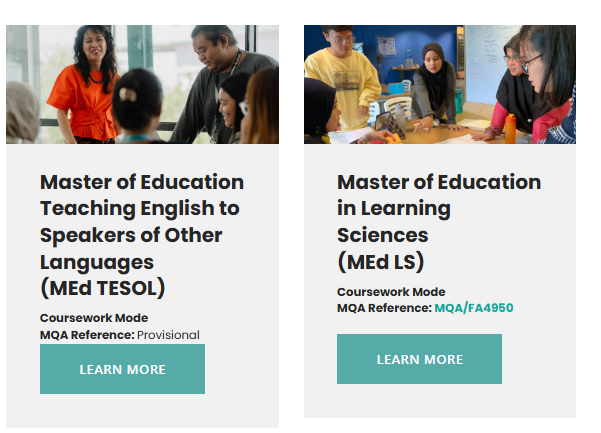 Master of Education
Teaching English to
Speakers of Other
Languages
(MEd TESOL)
Coursework Mode
MQA Reference: Provisional
LEARN MORE
Master of Education
in Learning
Sciences
(MEd LS)
Coursework Mode
MQA Reference: MQA/FA4950
LEARN MORE